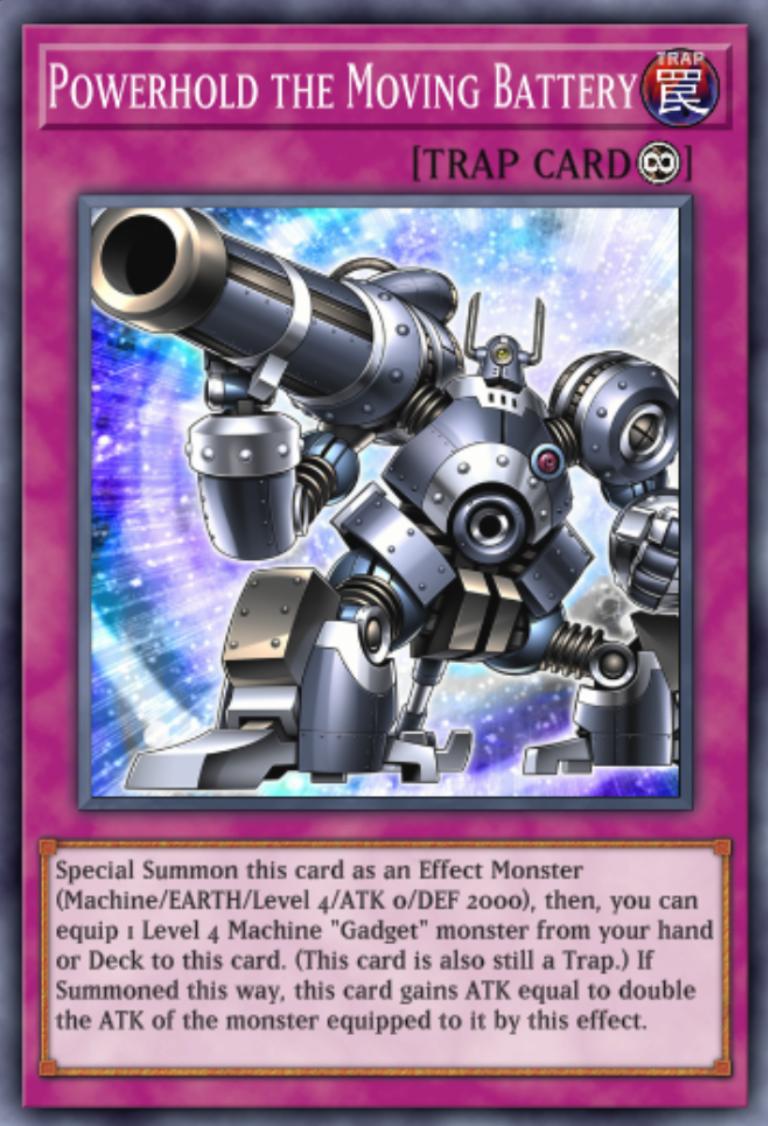 POWERHOLD THE MOVING BATTERY
TRAP
罠
[TRAP CARD ∞]
Special Summon this card as an Effect Monster
(Machine/EARTH/Level 4/ATK 0/DEF 2000), then, you can
equip 1 Level 4 Machine "Gadget" monster from your hand
or Deck to this card. (This card is also still a Trap.) If
Summoned this way, this card gains ATK equal to double
the ATK of the monster equipped to it by this effect.